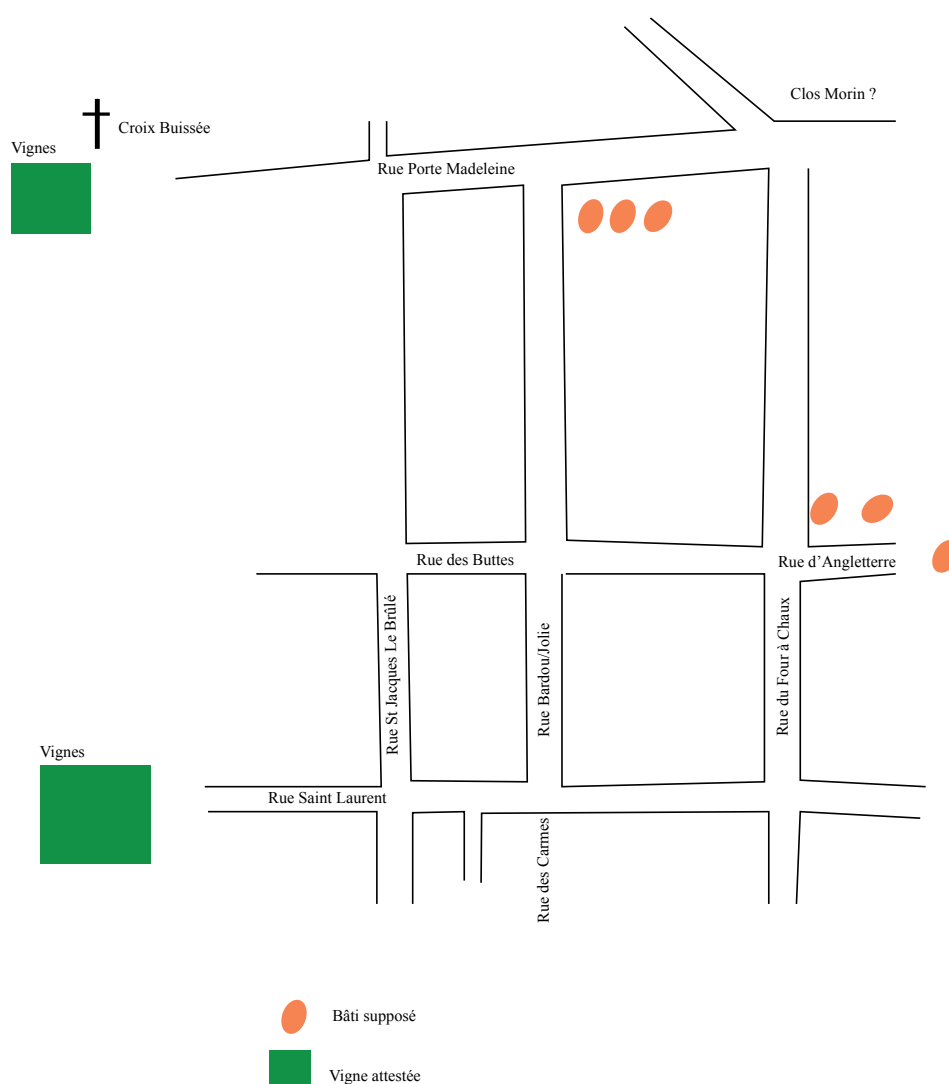 Clos Morin ?
Croix Buissée
Vignes
Rue Porte Madeleine
Rue des Buttes
Rue d'Angletterre
Rue St Jacques Le Brûlé
Rue Bardou/Jolie
Rue du Four à Chaux
Vignes
Rue Saint Laurent
Rue des Carmes
Bâti supposé
Vigne attestée